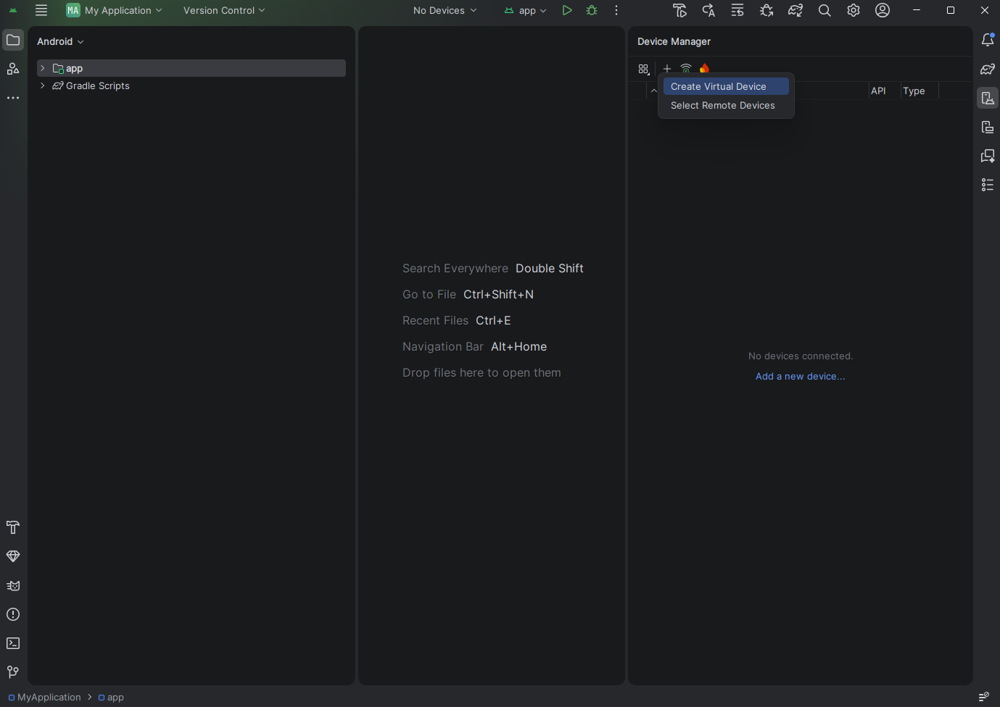 MA My Application Version Control No Devices app
Android
app
Gradle Scripts
Device Manager
Create Virtual Device
Select Remote Devices
API Type
Search Everywhere Double Shift
Go to File Ctrl+Shift+N
Recent Files Ctrl+E
Navigation Bar Alt+Home
Drop files here to open them
No devices connected.
Add a new device...
MyApplication app